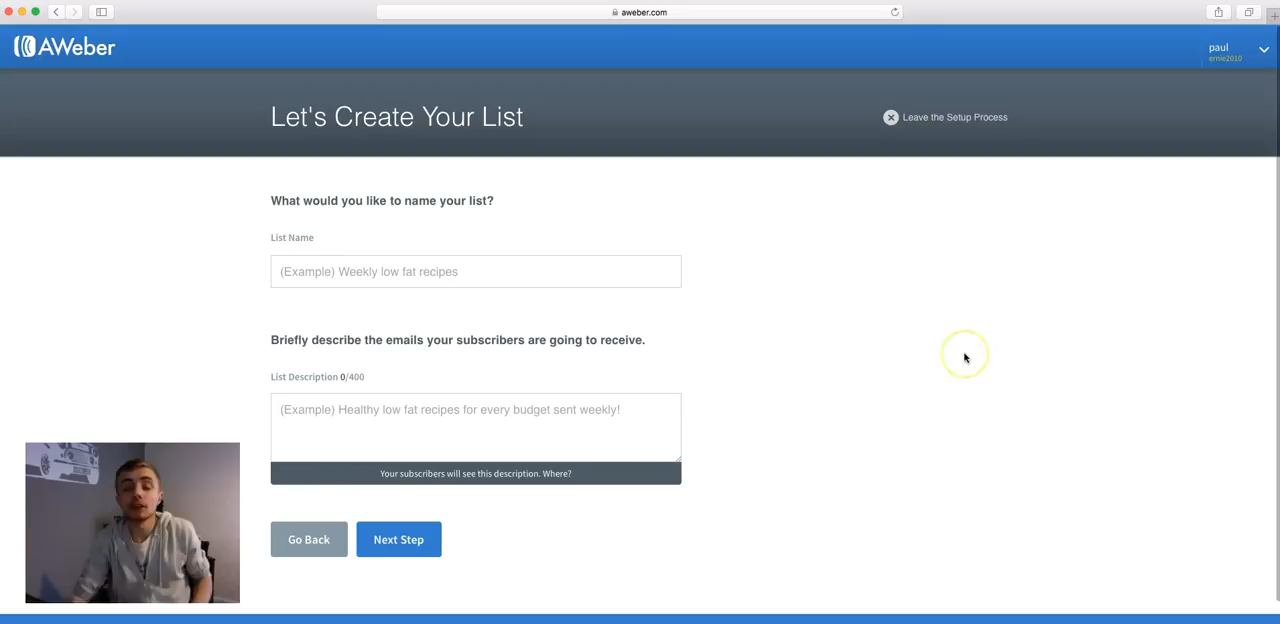 aweber.com
AWeber
paul
ernie2010
Let's Create Your List
Leave the Setup Process
What would you like to name your list?
List Name
(Example) Weekly low fat recipes
Briefly describe the emails your subscribers are going to receive.
List Description 0/400
(Example) Healthy low fat recipes for every budget sent weekly!
Your subscribers will see this description. Where?
Go Back
Next Step